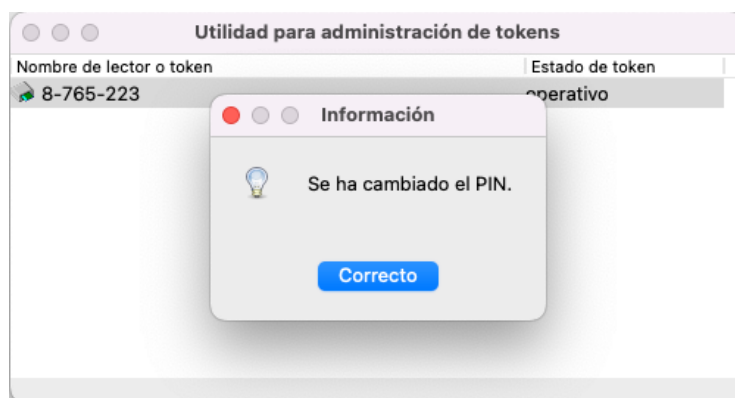 Utilidad para administración de tokens
Nombre de lector o token Estado de token
8-765-223 operativo
Información
Se ha cambiado el PIN.
Correcto